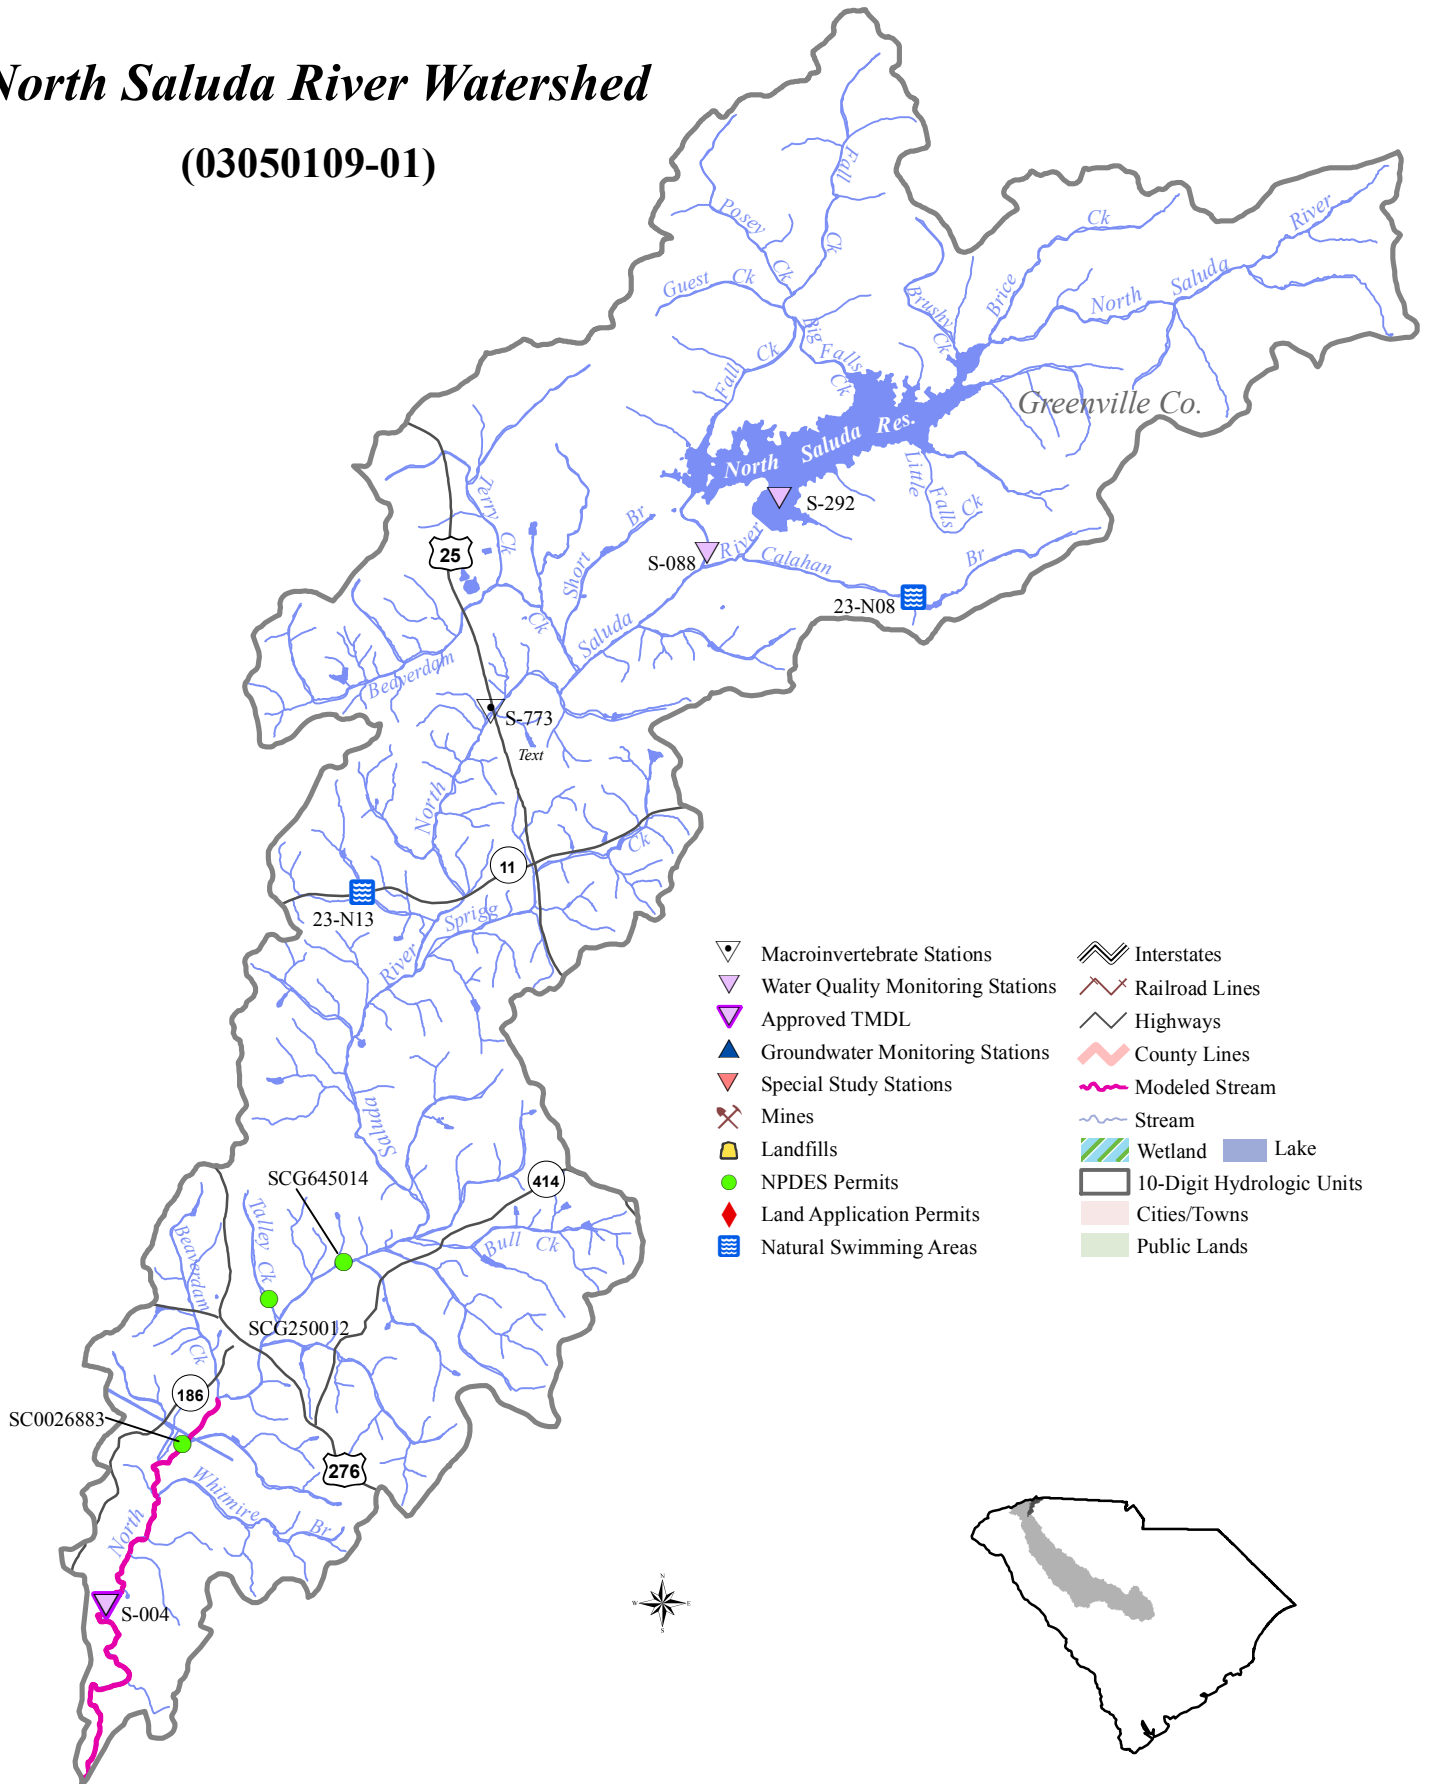 North Saluda River Watershed
(03050109-01)
Fall
Ck
Posey
Ck
Guest Ck
Big
Falls
Ck
Fall
Ck
Brushy
Ck
Brice
Ck
North
Saluda
River
Greenville Co.
North Saluda Res.
Little
Falls
Ck
S-292
S-088
River
Calahan
Br
23-N08
Terry
Ck
25
Short
Br
Ck
Saluda
Beaverdam
S-773
Text
North
11
Ck
23-N13
Sprigg
River
Saluda
SCG645014
414
Talley Ck
Bull Ck
Beaverdam
Ck
SCG250012
186
SC0026883
276
Whitmire
Br
North
S-004
Macroinvertebrate Stations
Water Quality Monitoring Stations
Approved TMDL
Groundwater Monitoring Stations
Special Study Stations
Mines
Landfills
NPDES Permits
Land Application Permits
Natural Swimming Areas
Interstates
Railroad Lines
Highways
County Lines
Modeled Stream
Stream
Wetland
Lake
10-Digit Hydrologic Units
Cities/Towns
Public Lands
N
W
E
S